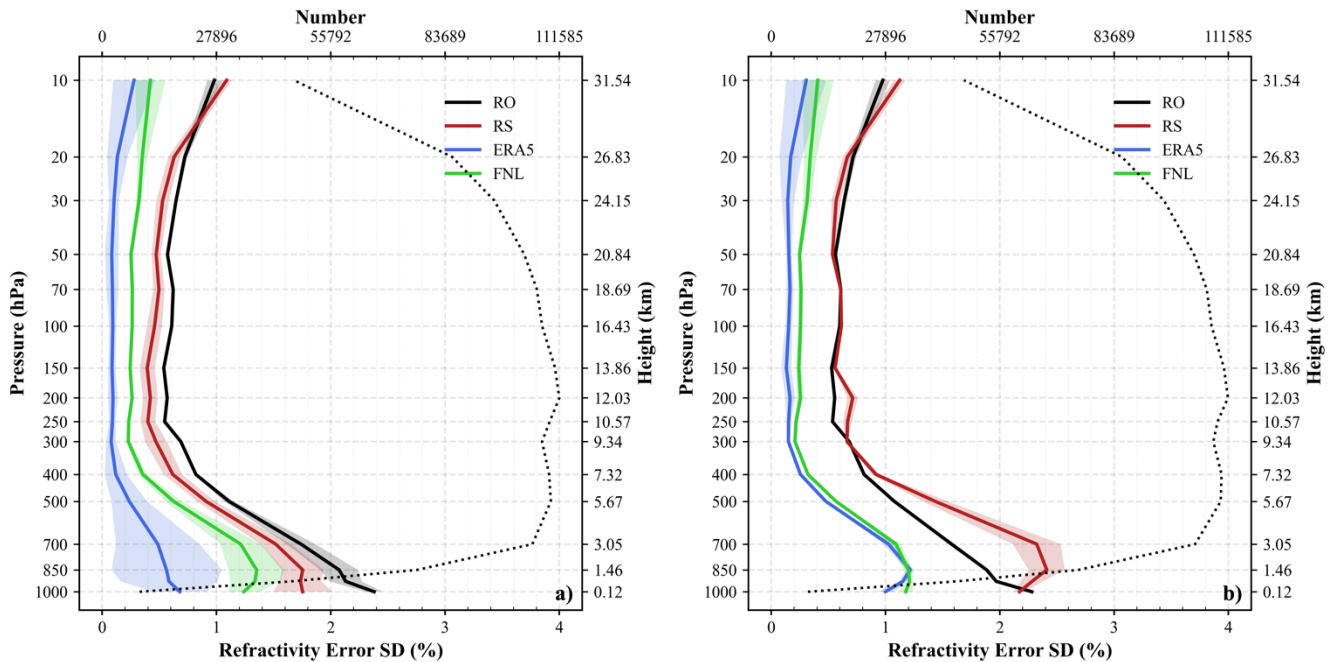 Number
0 27896 55792 83689 111585
10
20
30
50
70
100
150
200
250
300
400
500
700
850
1000
Pressure (hPa)
RO
RS
ERA5
FNL
31.54
26.83
24.15
20.84
18.69
16.43
13.86
12.03
10.57
9.34
7.32
5.67
3.05
1.46
0.12
Height (km)
a)
0 1 2 3 4
Refractivity Error SD (%)
Number
0 27896 55792 83689 111585
10
20
30
50
70
100
150
200
250
300
400
500
700
850
1000
Pressure (hPa)
RO
RS
ERA5
FNL
31.54
26.83
24.15
20.84
18.69
16.43
13.86
12.03
10.57
9.34
7.32
5.67
3.05
1.46
0.12
Height (km)
b)
0 1 2 3 4
Refractivity Error SD (%)